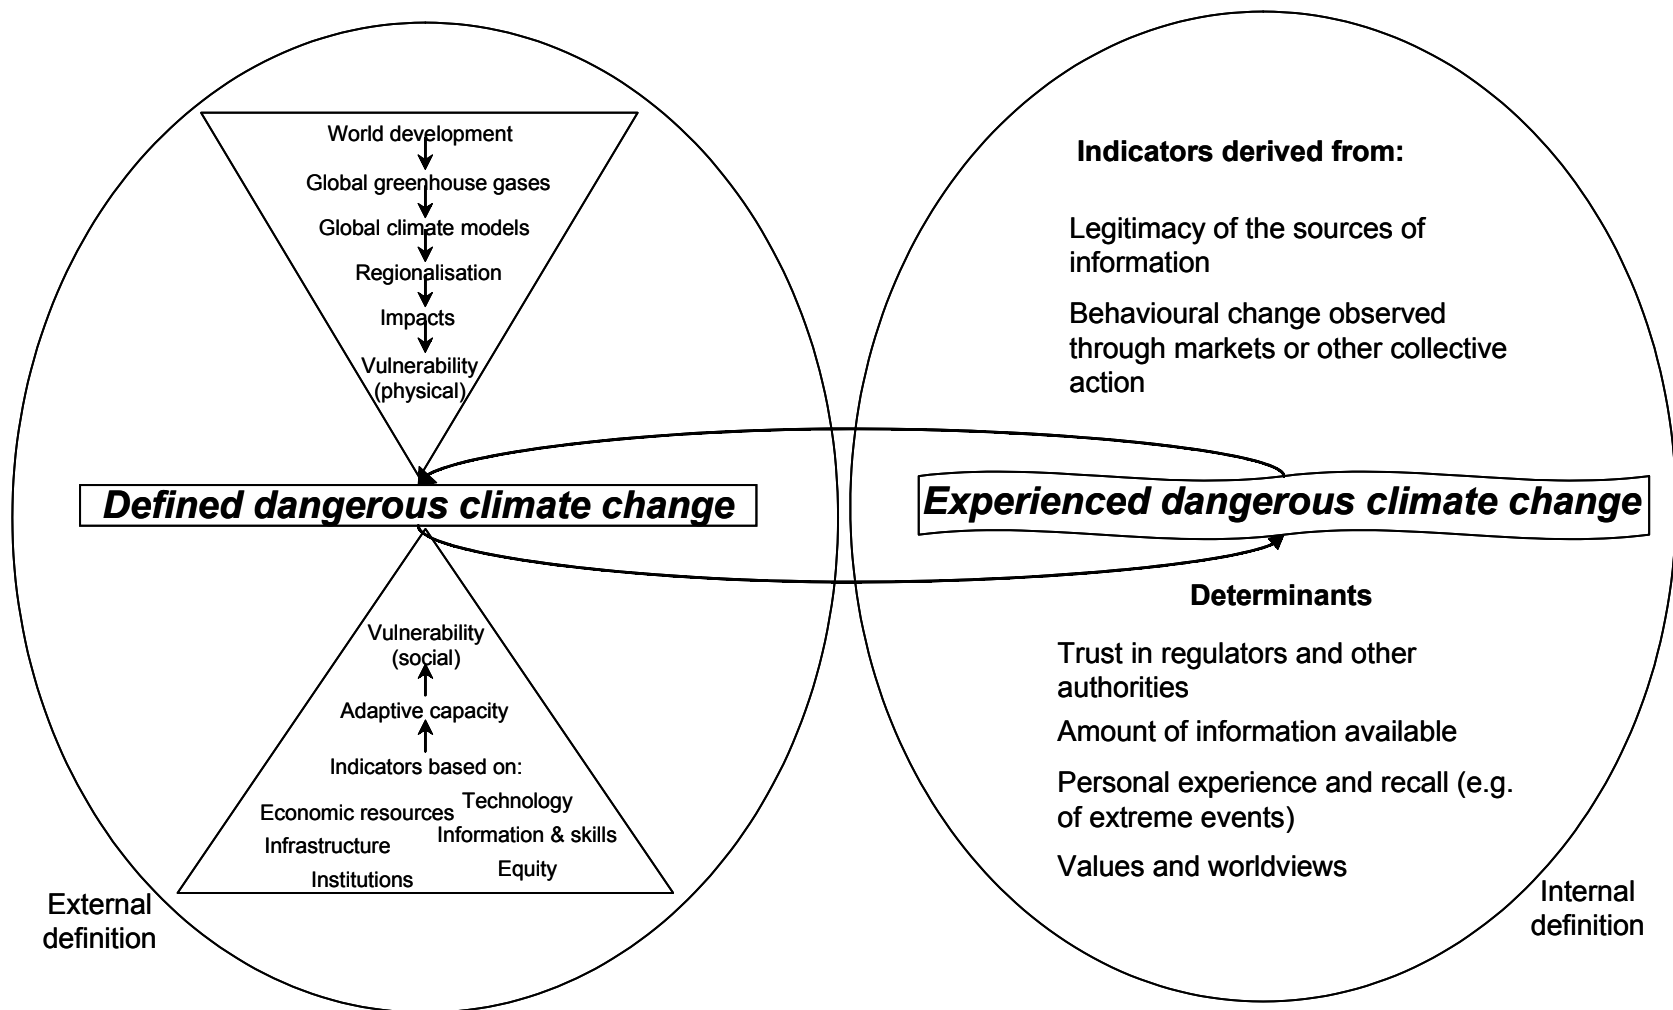 World development
Global greenhouse gases
Global climate models
Regionalisation
Impacts
Vulnerability
(physical)
Defined dangerous climate change
Vulnerability
(social)
Adaptive capacity
Indicators based on:
Economic resources
Technology
Infrastructure
Information & skills
Institutions
Equity
External
definition
Indicators derived from:
Legitimacy of the sources of
information
Behavioural change observed
through markets or other collective
action
Experienced dangerous climate change
Determinants
Trust in regulators and other
authorities
Amount of information available
Personal experience and recall (e.g.
of extreme events)
Values and worldviews
Internal
definition